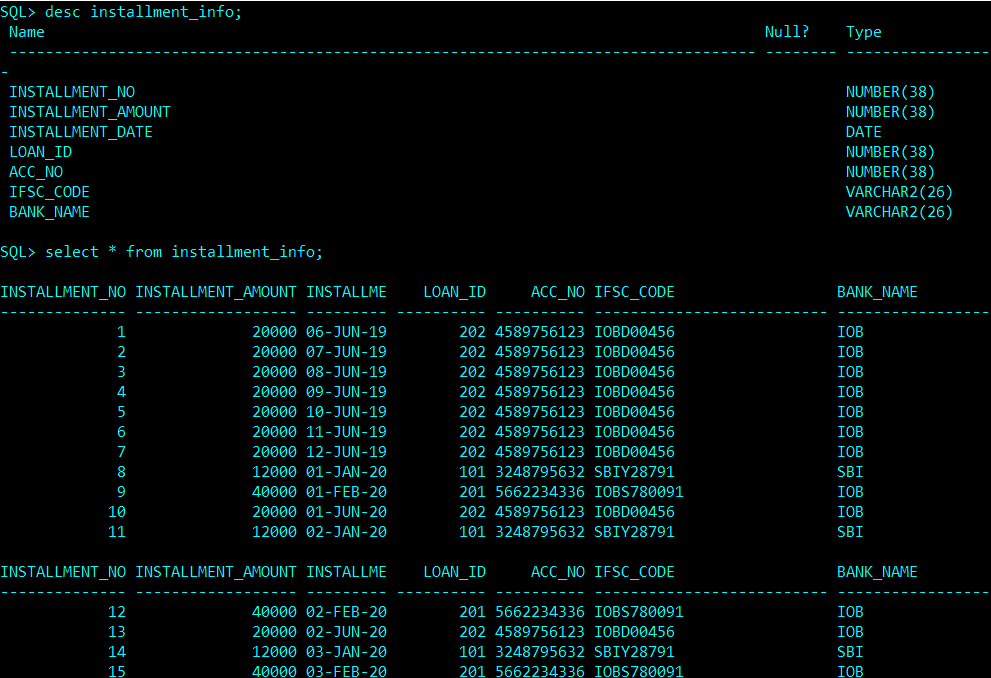 SQL> desc installment_info;
Name Null? Type
----------------------------------------------------------------------------------- -------- ----------------
-
INSTALLMENT_NO NUMBER(38)
INSTALLMENT_AMOUNT NUMBER(38)
INSTALLMENT_DATE DATE
LOAN_ID NUMBER(38)
ACC_NO NUMBER(38)
IFSC_CODE VARCHAR2(26)
BANK_NAME VARCHAR2(26)
SQL> select * from installment_info;
INSTALLMENT_NO INSTALLMENT_AMOUNT INSTALLME LOAN_ID ACC_NO IFSC_CODE BANK_NAME
-------------- ------------------ --------- ---------- ---------- -------------------------- -----------------
1 20000 06-JUN-19 202 4589756123 IOBD00456 IOB
2 20000 07-JUN-19 202 4589756123 IOBD00456 IOB
3 20000 08-JUN-19 202 4589756123 IOBD00456 IOB
4 20000 09-JUN-19 202 4589756123 IOBD00456 IOB
5 20000 10-JUN-19 202 4589756123 IOBD00456 IOB
6 20000 11-JUN-19 202 4589756123 IOBD00456 IOB
7 20000 12-JUN-19 202 4589756123 IOBD00456 IOB
8 12000 01-JAN-20 101 3248795632 SBIY28791 SBI
9 40000 01-FEB-20 201 5662234336 IOBS780091 IOB
10 20000 01-JUN-20 202 4589756123 IOBD00456 IOB
11 12000 02-JAN-20 101 3248795632 SBIY28791 SBI
INSTALLMENT_NO INSTALLMENT_AMOUNT INSTALLME LOAN_ID ACC_NO IFSC_CODE BANK_NAME
-------------- ------------------ --------- ---------- ---------- -------------------------- -----------------
12 40000 02-FEB-20 201 5662234336 IOBS780091 IOB
13 20000 02-JUN-20 202 4589756123 IOBD00456 IOB
14 12000 03-JAN-20 101 3248795632 SBIY28791 SBI
15 40000 03-FEB-20 201 5662234336 IOBS780091 IOB